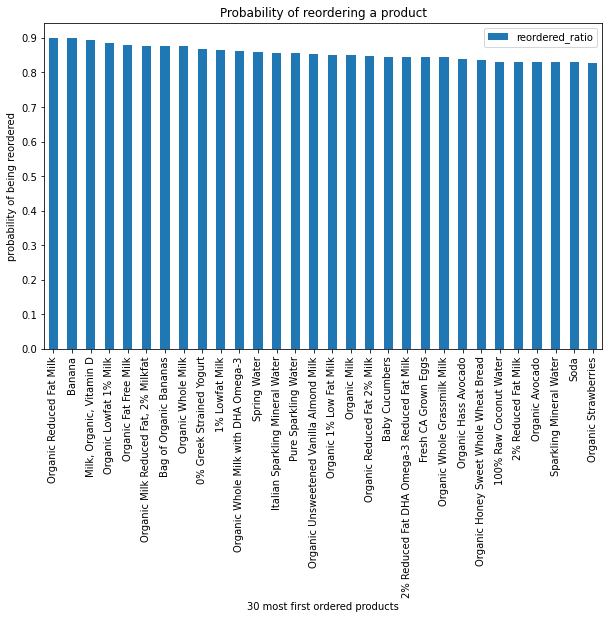 Probability of reordering a product
reordered_ratio
probability of being reordered
0.9
0.8
0.7
0.6
0.5
0.4
0.3
0.2
0.1
0.0
Organic Reduced Fat Milk
Banana
Milk, Organic, Vitamin D
Organic Lowfat 1% Milk
Organic Fat Free Milk
Organic Milk Reduced Fat, 2% Milkfat
Bag of Organic Bananas
Organic Whole Milk
0% Greek Strained Yogurt
1% Lowfat Milk
Organic Whole Milk with DHA Omega-3
Spring Water
Italian Sparkling Mineral Water
Pure Sparkling Water
Organic Unsweetened Vanilla Almond Milk
Organic 1% Low Fat Milk
Organic Milk
Organic Reduced Fat 2% Milk
Baby Cucumbers
2% Reduced Fat DHA Omega-3 Reduced Fat Milk
Fresh CA Grown Eggs
Organic Whole Grassmilk Milk
Organic Hass Avocado
Organic Honey Sweet Whole Wheat Bread
100% Raw Coconut Water
2% Reduced Fat Milk
Organic Avocado
Sparkling Mineral Water
Soda
Organic Strawberries
30 most first ordered products